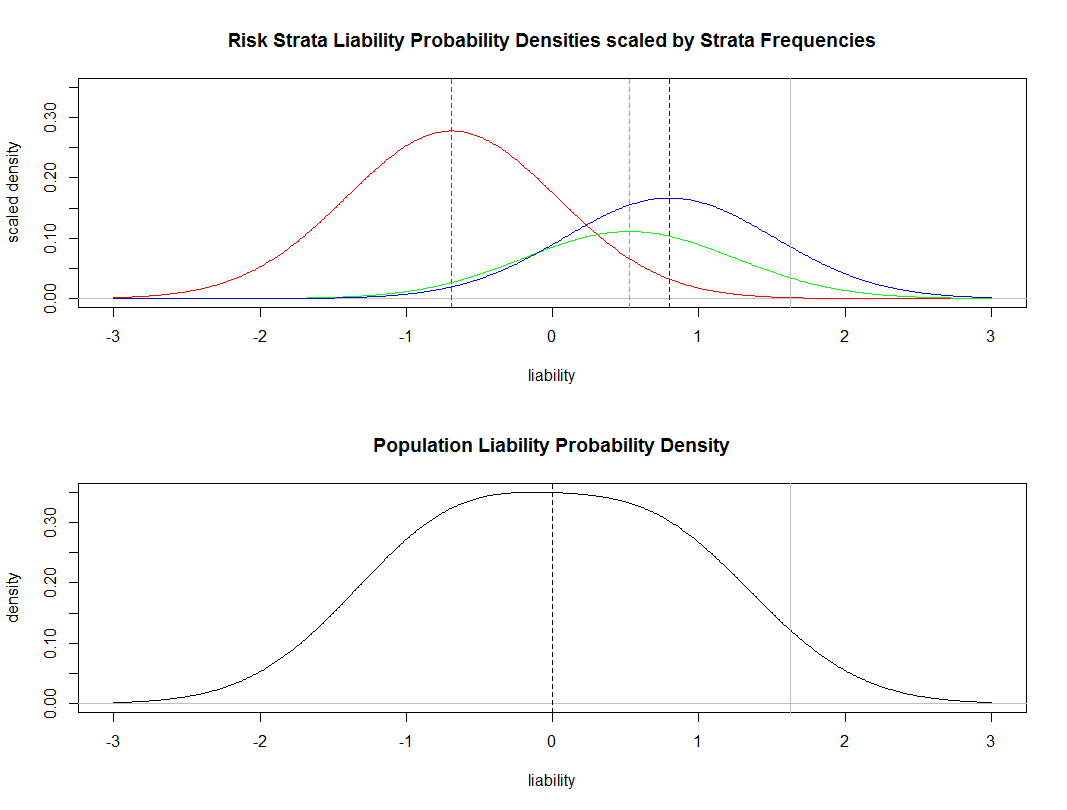 Risk Strata Liability Probability Densities scaled by Strata Frequencies
scaled density
0.00 0.10 0.20 0.30
-3 -2 -1 0 1 2 3
liability
Population Liability Probability Density
density
0.00 0.10 0.20 0.30
-3 -2 -1 0 1 2 3
liability